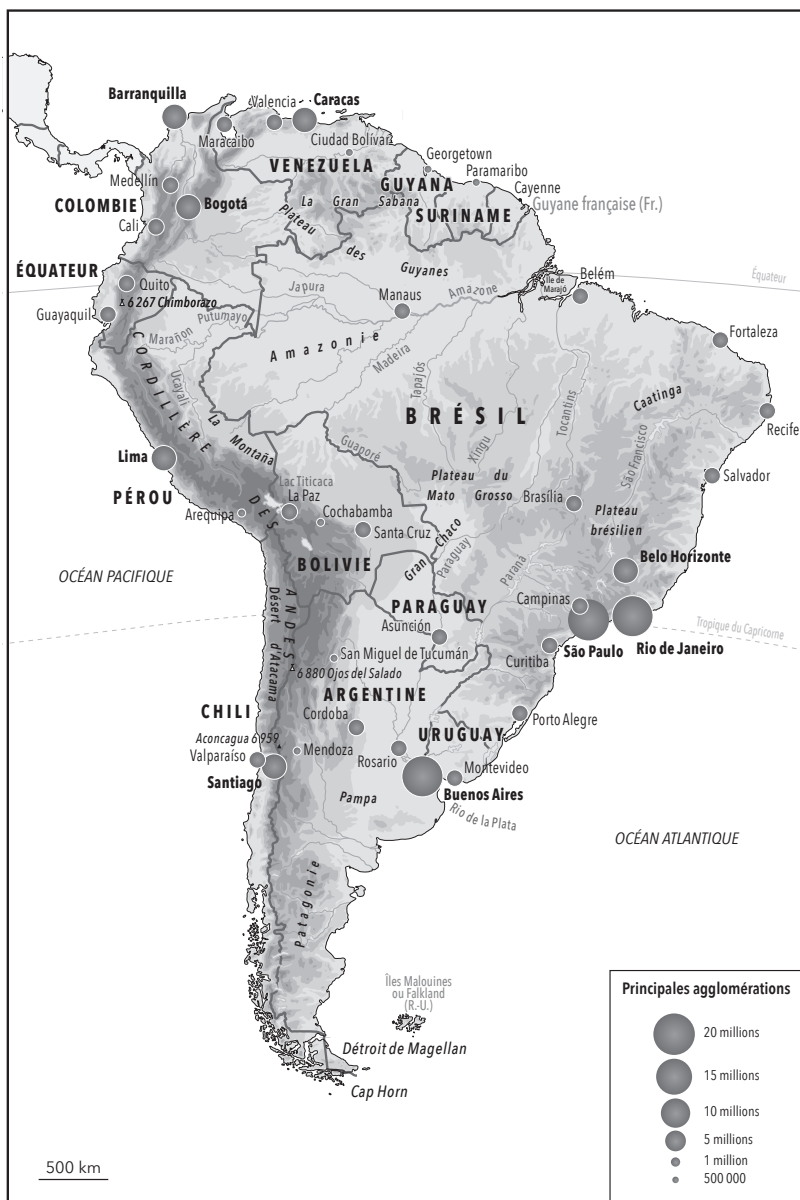 Barranquilla
Valencia
Caracas
Maracaibo
Ciudad Bolívar
VENEZUELA
Georgetown
Paramaribo
GUYANA
Cayenne
Medellín
COLOMBIE
Bogotá
La Gran Sabana
SURINAME
Guyane française (Fr.)
Cali
Plateau des Guyanes
ÉQUATEUR
Quito
6 267 Chimborazo
Japura
Manaus
Amazone
Île de
Marajó
Belém
Équateur
Guayaquil
Putumayo
Marañon
Amazonie
Madeira
Tapajós
Fortaleza
CORDILLÈRE DES ANDES
Ucayali
La Montaña
BRÉSIL
Xingu
Tocantins
Caatinga
São Francisco
Recife
Lima
Guaporé
PÉROU
Lac Titicaca
La Paz
Arequipa
Cochabamba
Santa Cruz
Plateau du
Mato Grosso
Brasília
Salvador
Plateau
brésilien
BOLIVIE
Gran Chaco
Paraguay
Paraná
Belo Horizonte
OCÉAN PACIFIQUE
Désert d'Atacama
PARAGUAY
Asunción
Campinas
São Paulo
Rio de Janeiro
Tropique du Capricorne
Curitiba
San Miguel de Tucumán
6 880 Ojos del Salado
ARGENTINE
CHILI
Cordoba
Porto Alegre
Aconcagua 6 959
Valparaíso
Mendoza
Rosario
URUGUAY
Santiago
Montevideo
Buenos Aires
Pampa
Rio de la Plata
OCÉAN ATLANTIQUE
Patagonie
Îles Malouines
ou Falkland
(R.-U.)
Détroit de Magellan
Cap Horn
500 km
Principales agglomérations
20 millions
15 millions
10 millions
5 millions
1 million
500 000